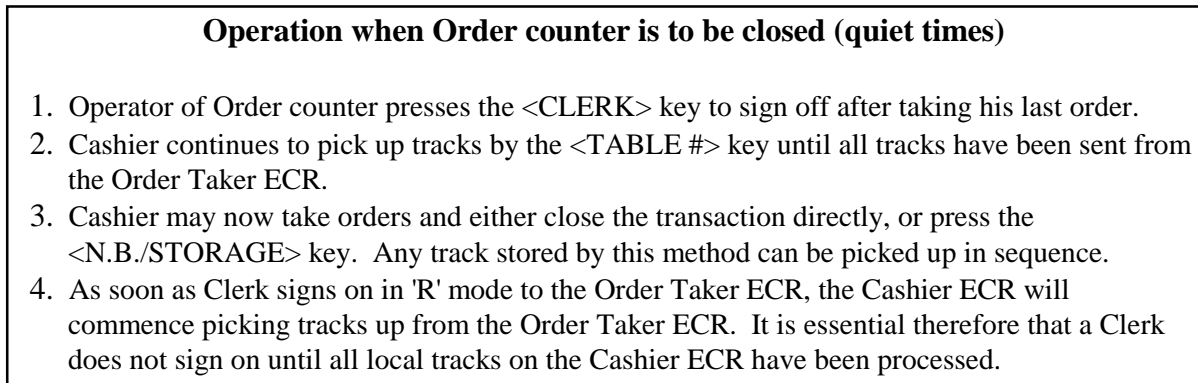 Operation when Order counter is to be closed (quiet times)
1. Operator of Order counter presses the <CLERK> key to sign off after taking his last order.
2. Cashier continues to pick up tracks by the <TABLE #> key until all tracks have been sent from
the Order Taker ECR.
3. Cashier may now take orders and either close the transaction directly, or press the
<N.B./STORAGE> key.  Any track stored by this method can be picked up in sequence.
4. As soon as Clerk signs on in 'R' mode to the Order Taker ECR, the Cashier ECR will
commence picking tracks up from the Order Taker ECR.  It is essential therefore that a Clerk
does not sign on until all local tracks on the Cashier ECR have been processed.